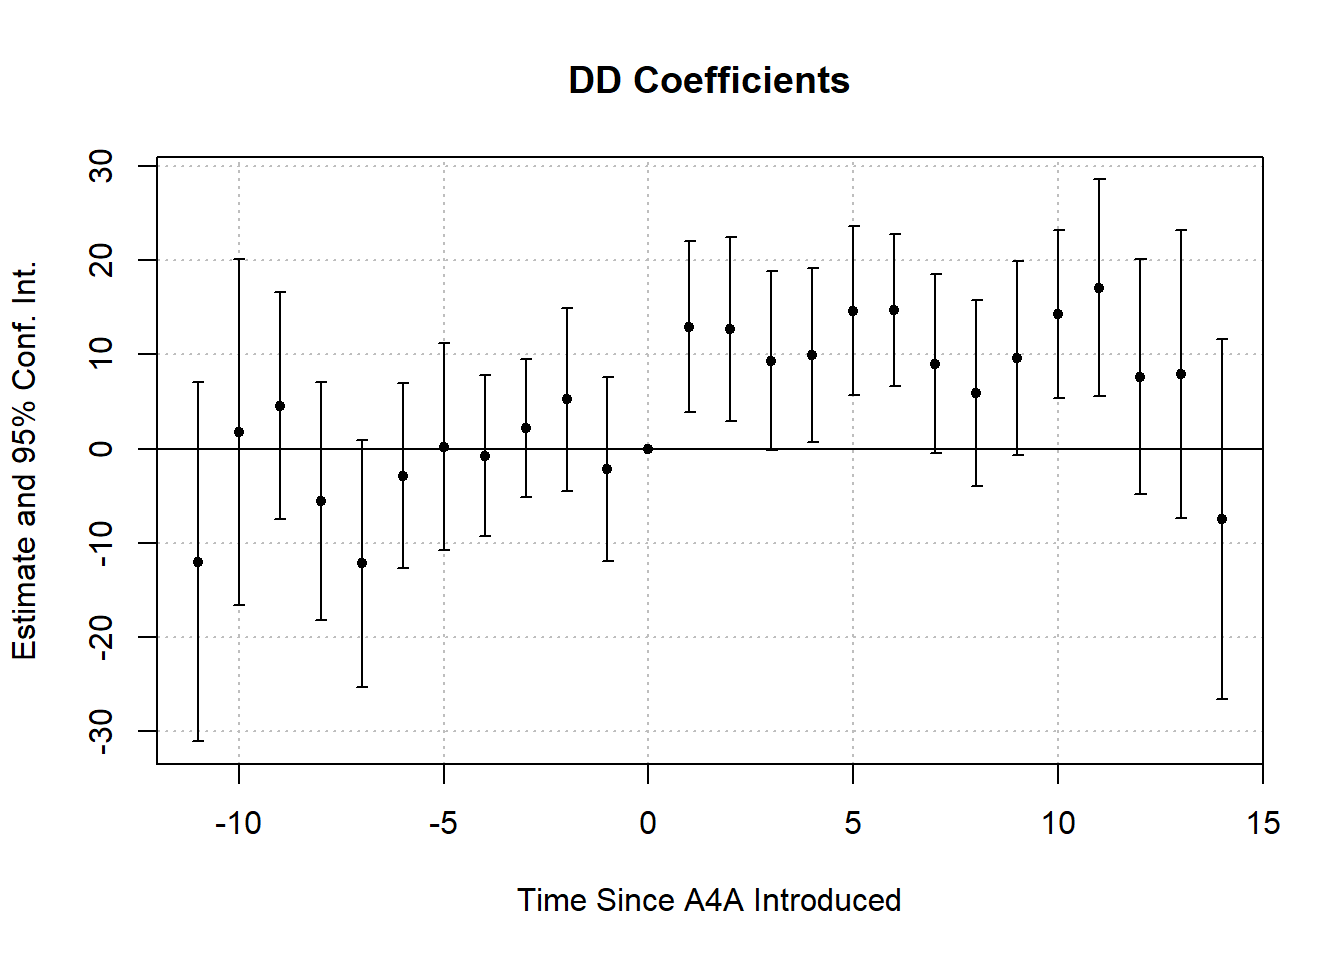 DD Coefficients
Estimate and 95% Conf. Int.
30
20
10
0
-10
-20
-30
-10 -5 0 5 10 15
Time Since A4A Introduced